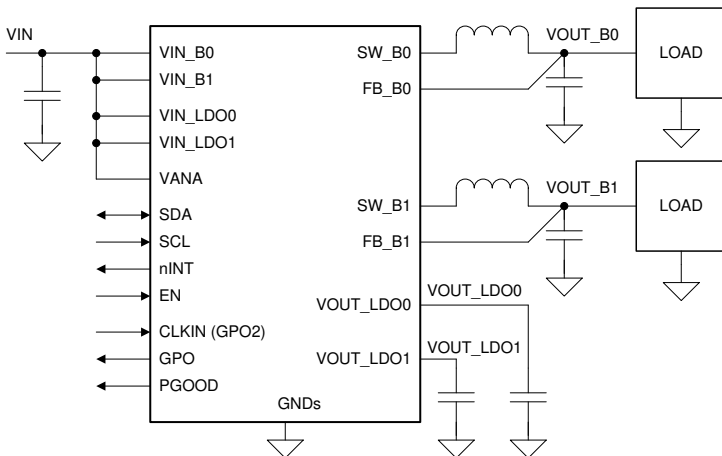 VIN
VIN_B0
VIN_B1
VIN_LDO0
VIN_LDO1
VANA
SDA
SCL
nINT
EN
CLKIN (GPO2)
GPO
PGOOD
GNDs
SW_B0
FB_B0
SW_B1
FB_B1
VOUT_LDO0
VOUT_LDO1
VOUT_B0
LOAD
VOUT_B1
LOAD
VOUT_LDO0
VOUT_LDO1